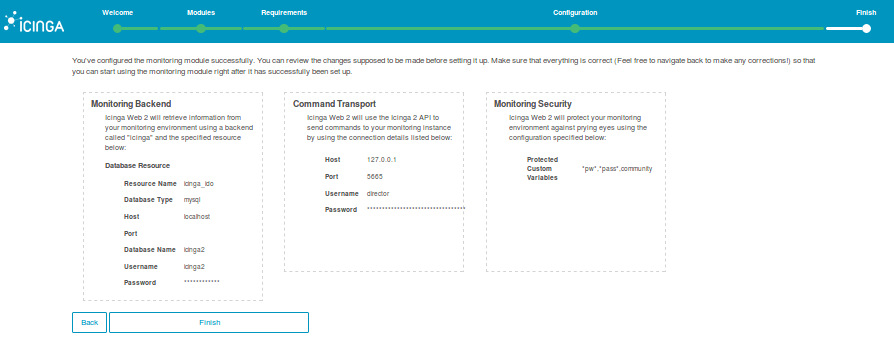 Welcome
Modules
Requirements
Configuration
Finish
ICINGA
You've configured the monitoring module successfully. You can review the changes supposed to be made before setting it up. Make sure that everything is correct (Feel free to navigate back to make any corrections!) so that
you can start using the monitoring module right after it has successfully been set up.
Monitoring Backend
Icinga Web 2 will retrieve information from
your monitoring environment using a backend
called "icinga" and the specified resource
below:
Database Resource
Resource Name icinga_ido
Database Type mysql
Host localhost
Port
Database Name icinga2
Username icinga2
Password ************
Command Transport
Icinga Web 2 will use the Icinga 2 API to
send commands to your monitoring instance
by using the connection details listed below:
Host 127.0.0.1
Port 5665
Username director
Password *********************************
Monitoring Security
Icinga Web 2 will protect your monitoring
environment against prying eyes using the
configuration specified below:
Protected
Custom *pw*,*pass*,community
Variables
Back
Finish